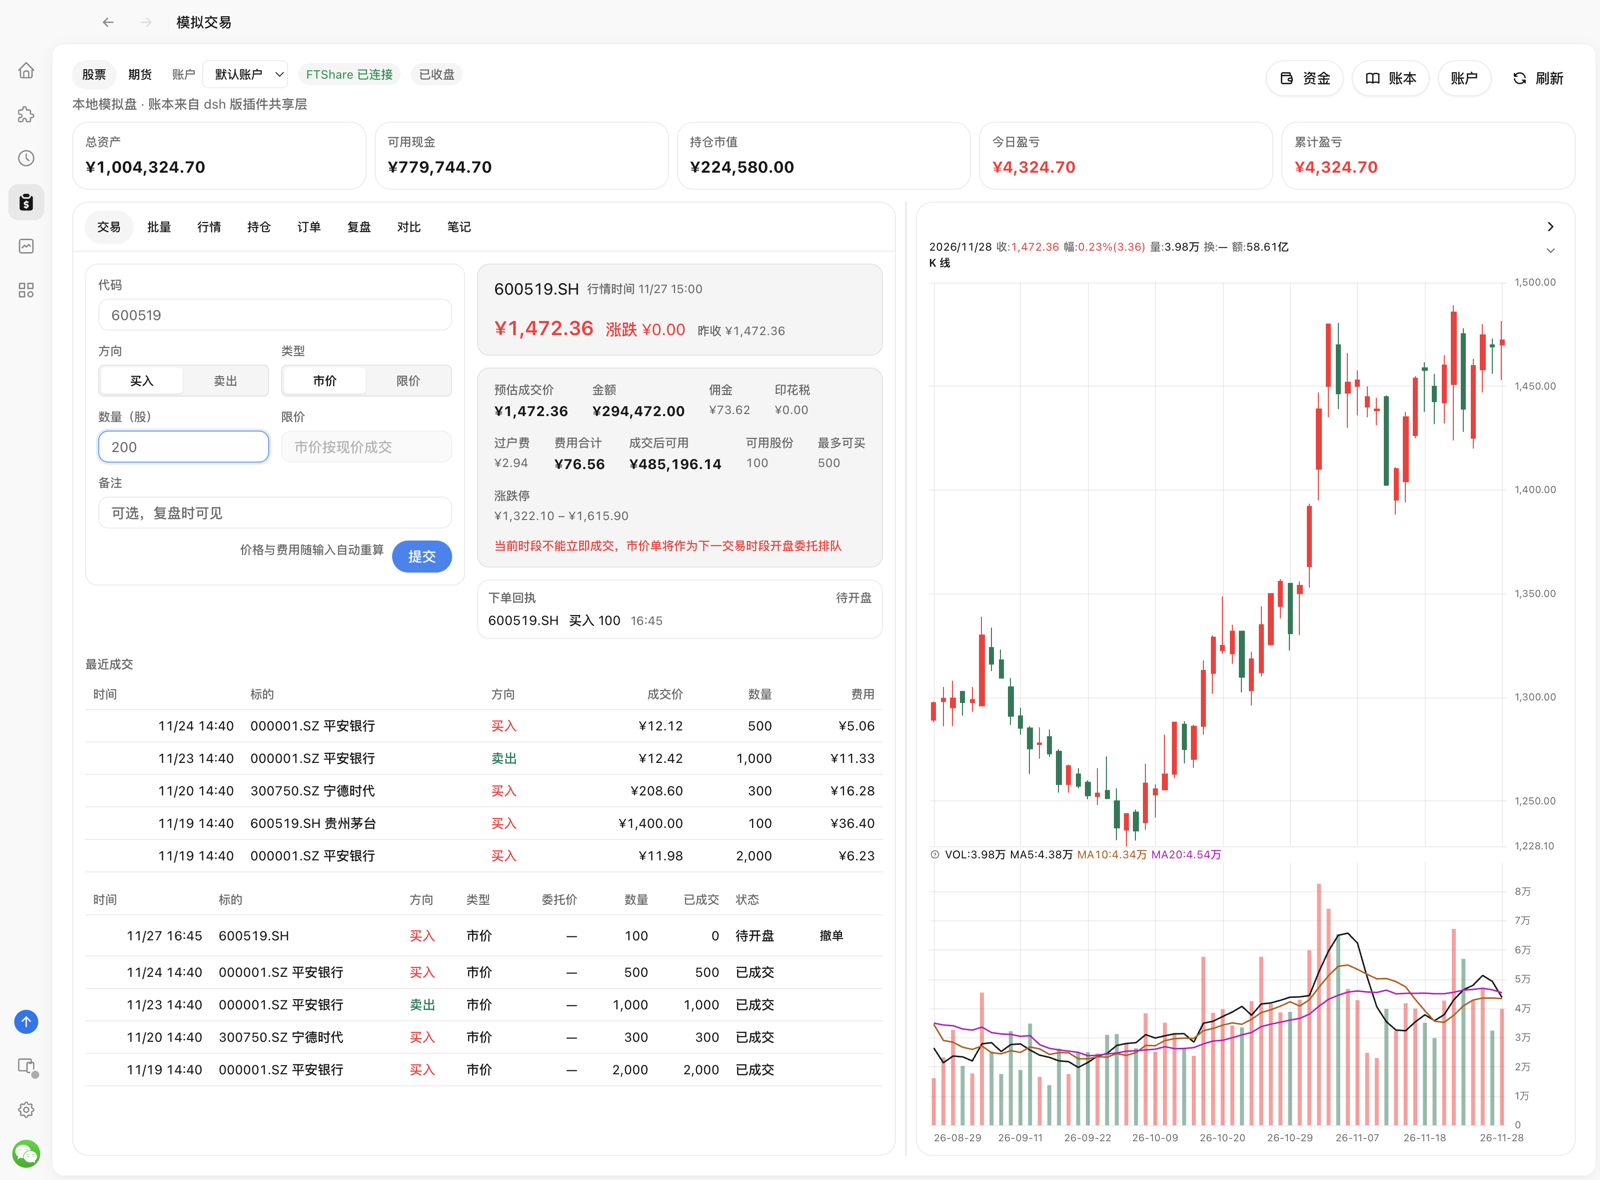 模拟交易
股票 期货 账户 默认账户 FTShare 已连接 已收盘
资金 账本 账户 刷新
本地模拟盘 · 账本来自 dsh 版插件共享层
总资产
¥1,004,324.70
可用现金
¥779,744.70
持仓市值
¥224,580.00
今日盈亏
¥4,324.70
累计盈亏
¥4,324.70
交易 批量 行情 持仓 订单 复盘 对比 笔记
代码
600519
方向 类型
买入 卖出 市价 限价
数量（股） 限价
200 市价按现价成交
备注
可选，复盘时可见
价格与费用随输入自动重算 提交
600519.SH 行情时间 11/27 15:00
¥1,472.36 涨跌 ¥0.00 昨收 ¥1,472.36
预估成交价 金额 佣金 印花税
¥1,472.36 ¥294,472.00 ¥73.62 ¥0.00
过户费 费用合计 成交后可用 可用股份 最多可买
¥2.94 ¥76.56 ¥485,196.14 100 500
涨跌停
¥1,322.10 – ¥1,615.90
当前时段不能立即成交，市价单将作为下一交易时段开盘委托排队
下单回执 待开盘
600519.SH 买入 100 16:45
最近成交
时间 标的 方向 成交价 数量 费用
11/24 14:40 000001.SZ 平安银行 买入 ¥12.12 500 ¥5.06
11/23 14:40 000001.SZ 平安银行 卖出 ¥12.42 1,000 ¥11.33
11/20 14:40 300750.SZ 宁德时代 买入 ¥208.60 300 ¥16.28
11/19 14:40 600519.SH 贵州茅台 买入 ¥1,400.00 100 ¥36.40
11/19 14:40 000001.SZ 平安银行 买入 ¥11.98 2,000 ¥6.23
时间 标的 方向 类型 委托价 数量 已成交 状态
11/27 16:45 600519.SH 买入 市价 — 100 0 待开盘 撤单
11/24 14:40 000001.SZ 平安银行 买入 市价 — 500 500 已成交
11/23 14:40 000001.SZ 平安银行 卖出 市价 — 1,000 1,000 已成交
11/20 14:40 300750.SZ 宁德时代 买入 市价 — 300 300 已成交
11/19 14:40 000001.SZ 平安银行 买入 市价 — 2,000 2,000 已成交
2026/11/28 收:1,472.36 幅:0.23%(3.36) 量:3.98万 换:— 额:58.61亿
K 线
1,500.00
1,450.00
1,400.00
1,350.00
1,300.00
1,250.00
1,228.10
VOL:3.98万 MA5:4.38万 MA10:4.34万 MA20:4.54万
8万
7万
6万
5万
4万
3万
2万
1万
0
26-08-29 26-09-11 26-09-22 26-10-09 26-10-20 26-10-29 26-11-07 26-11-18 26-11-28